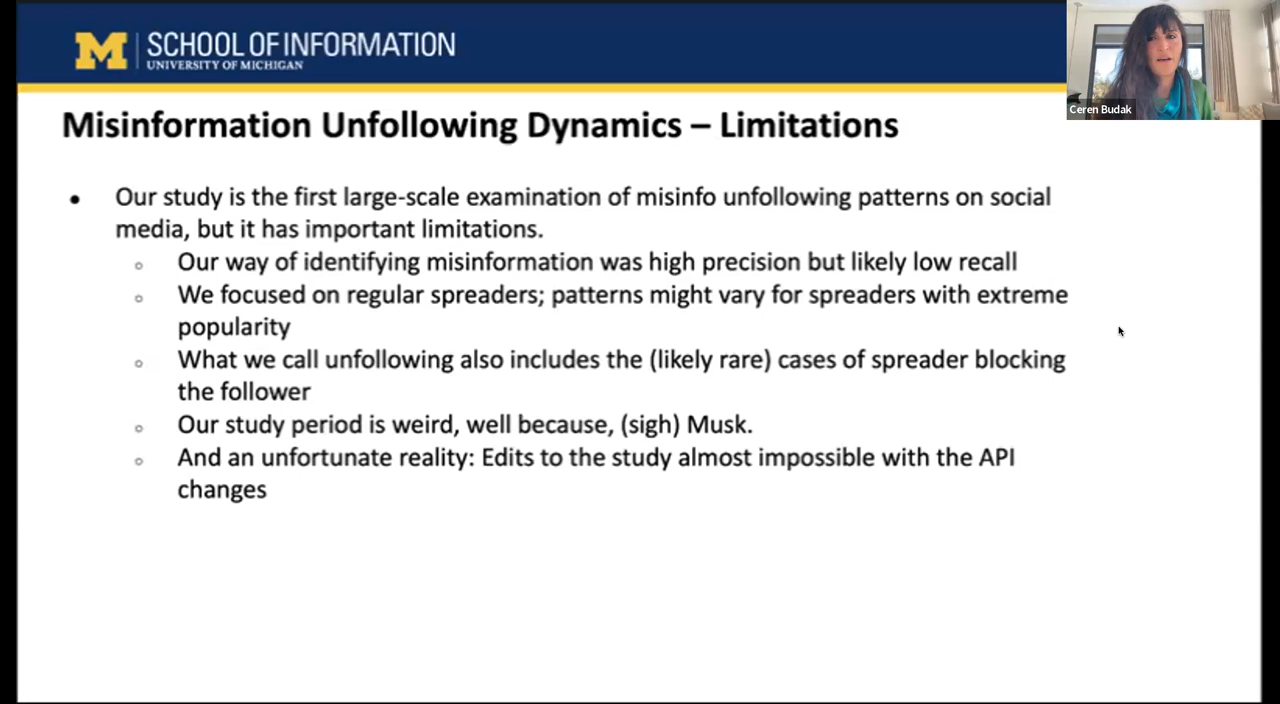 M SCHOOL OF INFORMATION
UNIVERSITY OF MICHIGAN
Ceren Budak
Misinformation Unfollowing Dynamics – Limitations
● Our study is the first large-scale examination of misinfo unfollowing patterns on social
media, but it has important limitations.
○ Our way of identifying misinformation was high precision but likely low recall
○ We focused on regular spreaders; patterns might vary for spreaders with extreme
popularity
○ What we call unfollowing also includes the (likely rare) cases of spreader blocking
the follower
○ Our study period is weird, well because, (sigh) Musk.
○ And an unfortunate reality: Edits to the study almost impossible with the API
changes